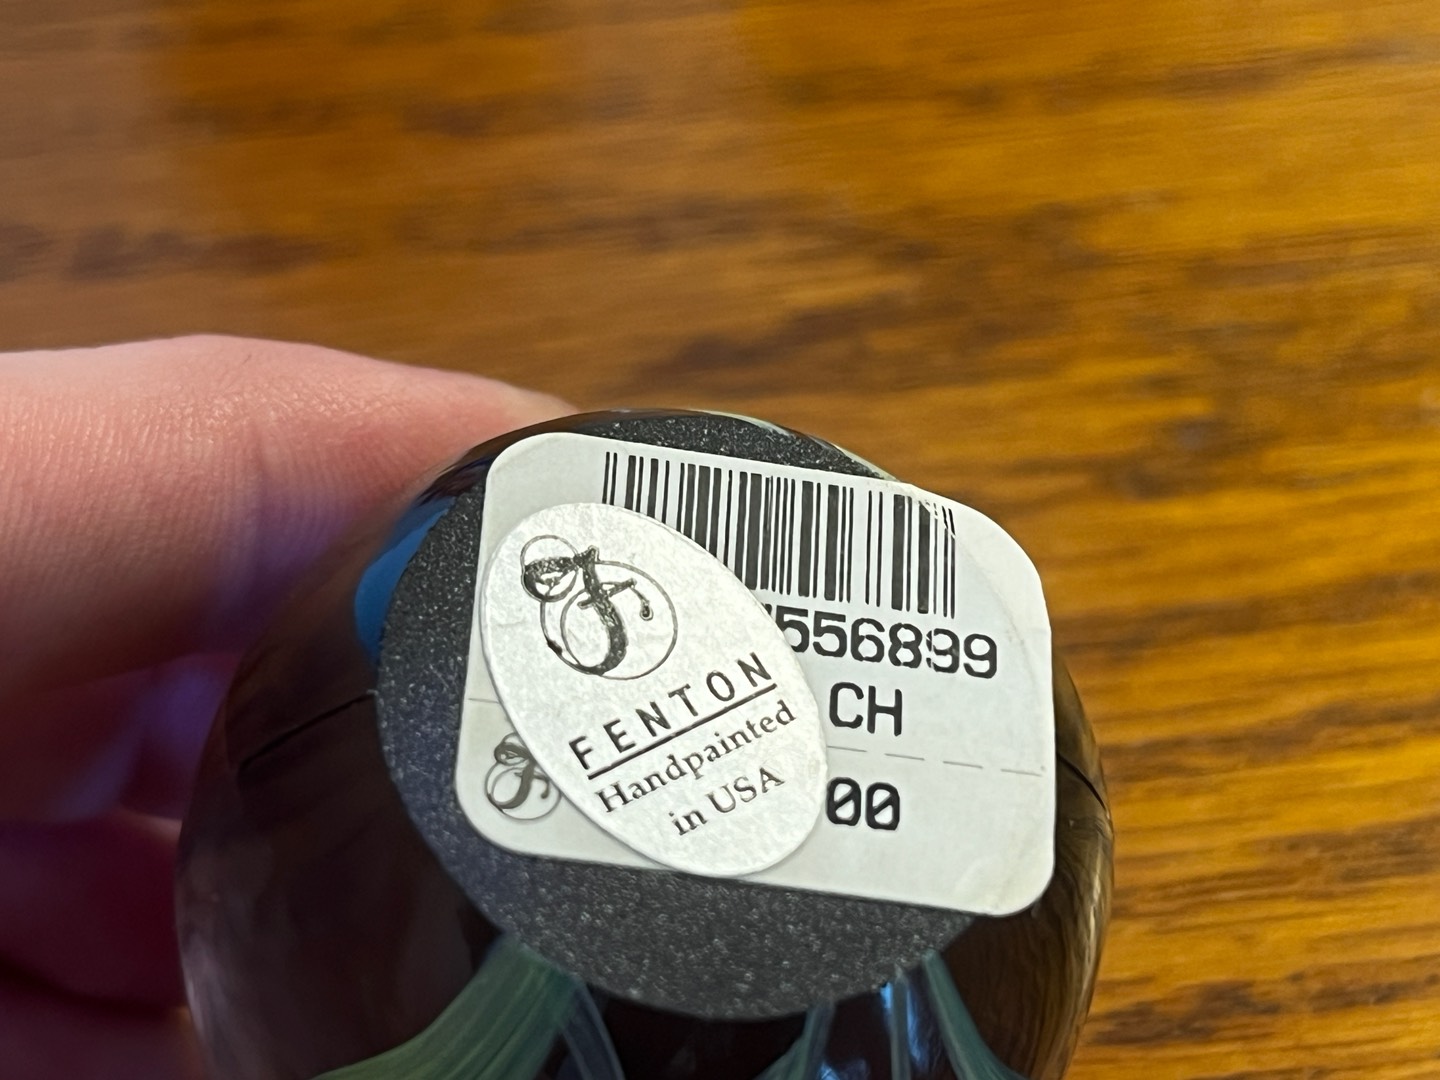 556899
CH
00
F
FENTON
Handpainted
in USA
F